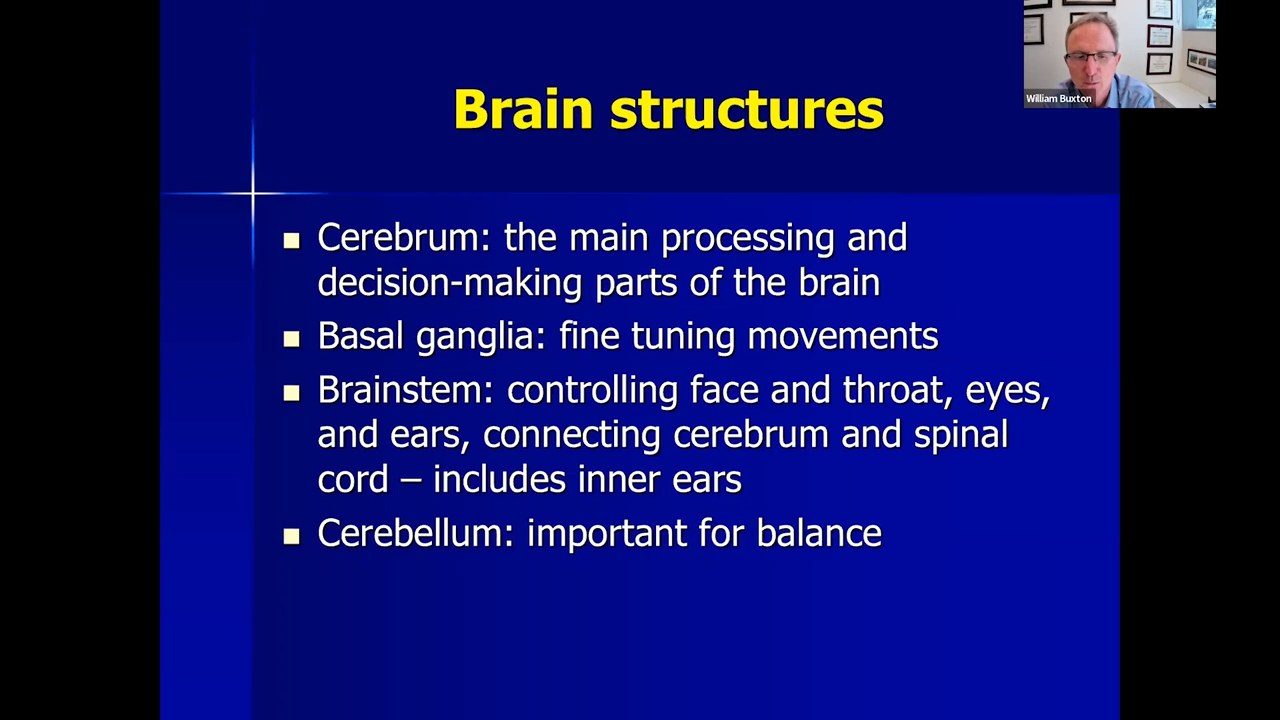 William Buxton
Brain structures
Cerebrum: the main processing and
decision-making parts of the brain
Basal ganglia: fine tuning movements
Brainstem: controlling face and throat, eyes,
and ears, connecting cerebrum and spinal
cord – includes inner ears
Cerebellum: important for balance